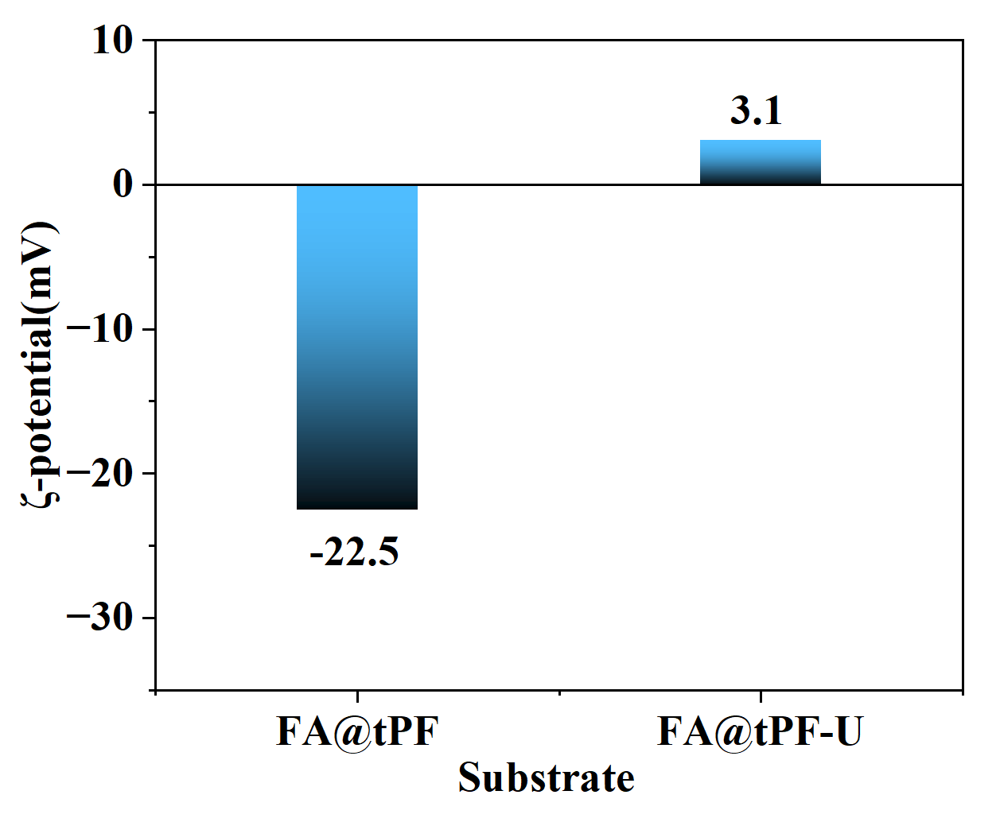 10
0
−10
−20
−30
ζ-potential(mV)
3.1
-22.5
FA@tPF
FA@tPF-U
Substrate